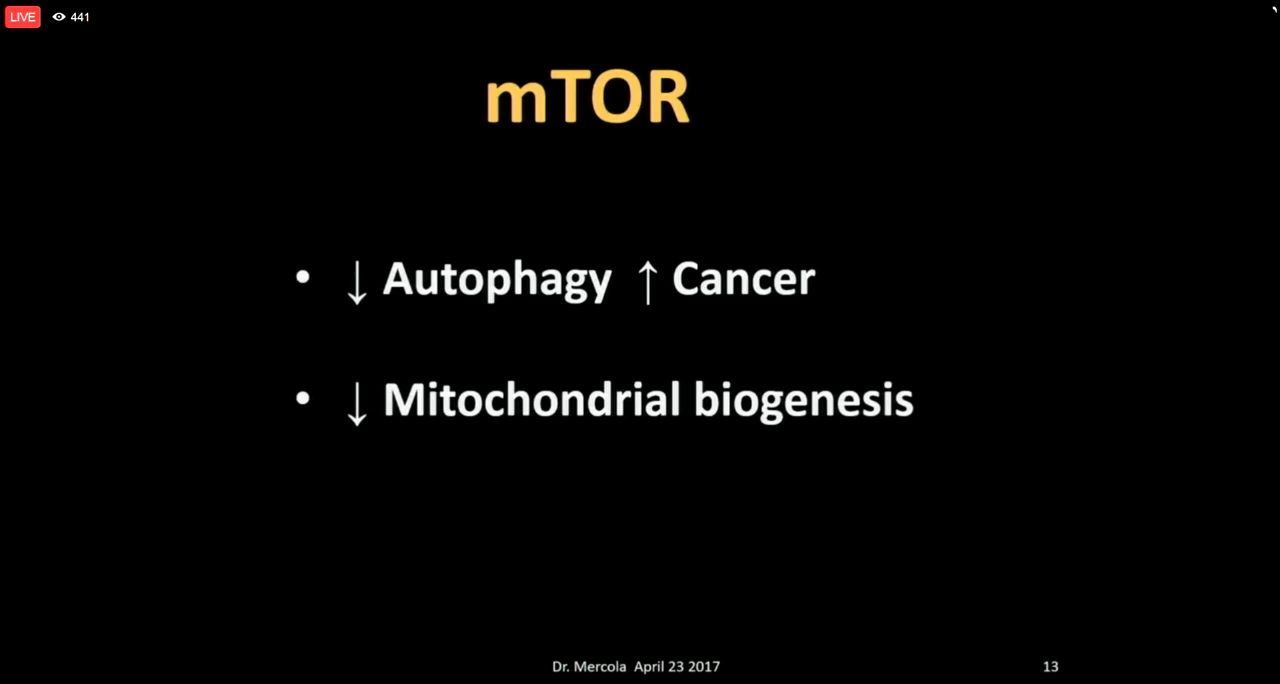 LIVE 441
mTOR
• ↓ Autophagy ↑ Cancer
• ↓ Mitochondrial biogenesis
Dr. Mercola April 23 2017 13